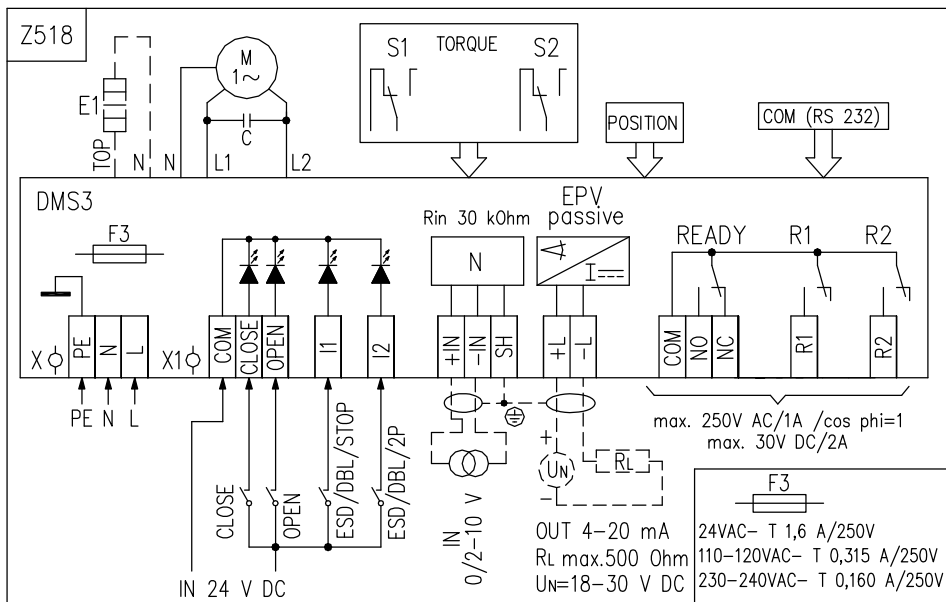 Z518
E1
TOP
N
N
M
1~
C
L1
L2
S1
TORQUE
S2
POSITION
COM (RS 232)
DMS3
F3
Rin 30 kOhm
N
EPV
passive
I
READY
R1
R2
X
PE
N
L
X1
COM
CLOSE
OPEN
I1
I2
+IN
-IN
SH
+L
-L
COM
NO
NC
R1
R2
PE N L
CLOSE
OPEN
ESD/DBL/STOP
ESD/DBL/2P
IN 24 V DC
IN
0/2-10 V
+
UN
-
RL
OUT 4-20 mA
RL max.500 Ohm
UN=18-30 V DC
max. 250V AC/1A /cos phi=1
max. 30V DC/2A
F3
24VAC- T 1,6 A/250V
110-120VAC- T 0,315 A/250V
230-240VAC- T 0,160 A/250V